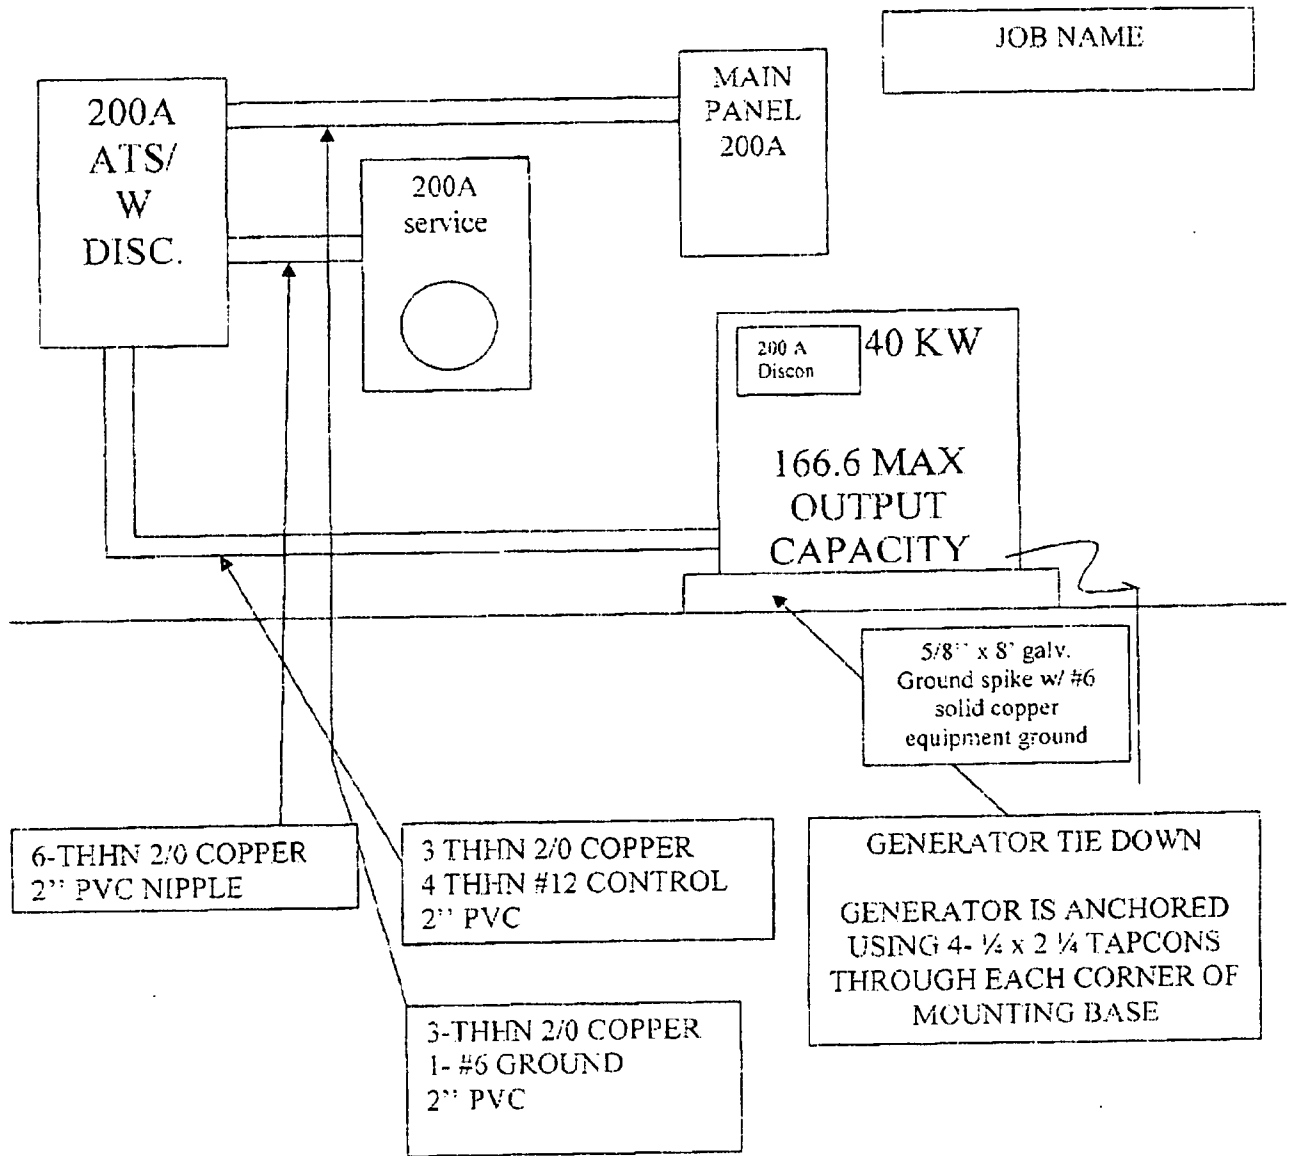 JOB NAME
200A
ATS/
W
DISC.
MAIN
PANEL
200A
200A
service
200 A
Discon
40 KW
166.6 MAX
OUTPUT
CAPACITY
5/8'' x 8' galv.
Ground spike w/ #6
solid copper
equipment ground
6-THHN 2/0 COPPER
2'' PVC NIPPLE
3 THHN 2/0 COPPER
4 THHN #12 CONTROL
2'' PVC
3-THHN 2/0 COPPER
1- #6 GROUND
2'' PVC
GENERATOR TIE DOWN
GENERATOR IS ANCHORED
USING 4- ¼ x 2 ¼ TAPCONS
THROUGH EACH CORNER OF
MOUNTING BASE